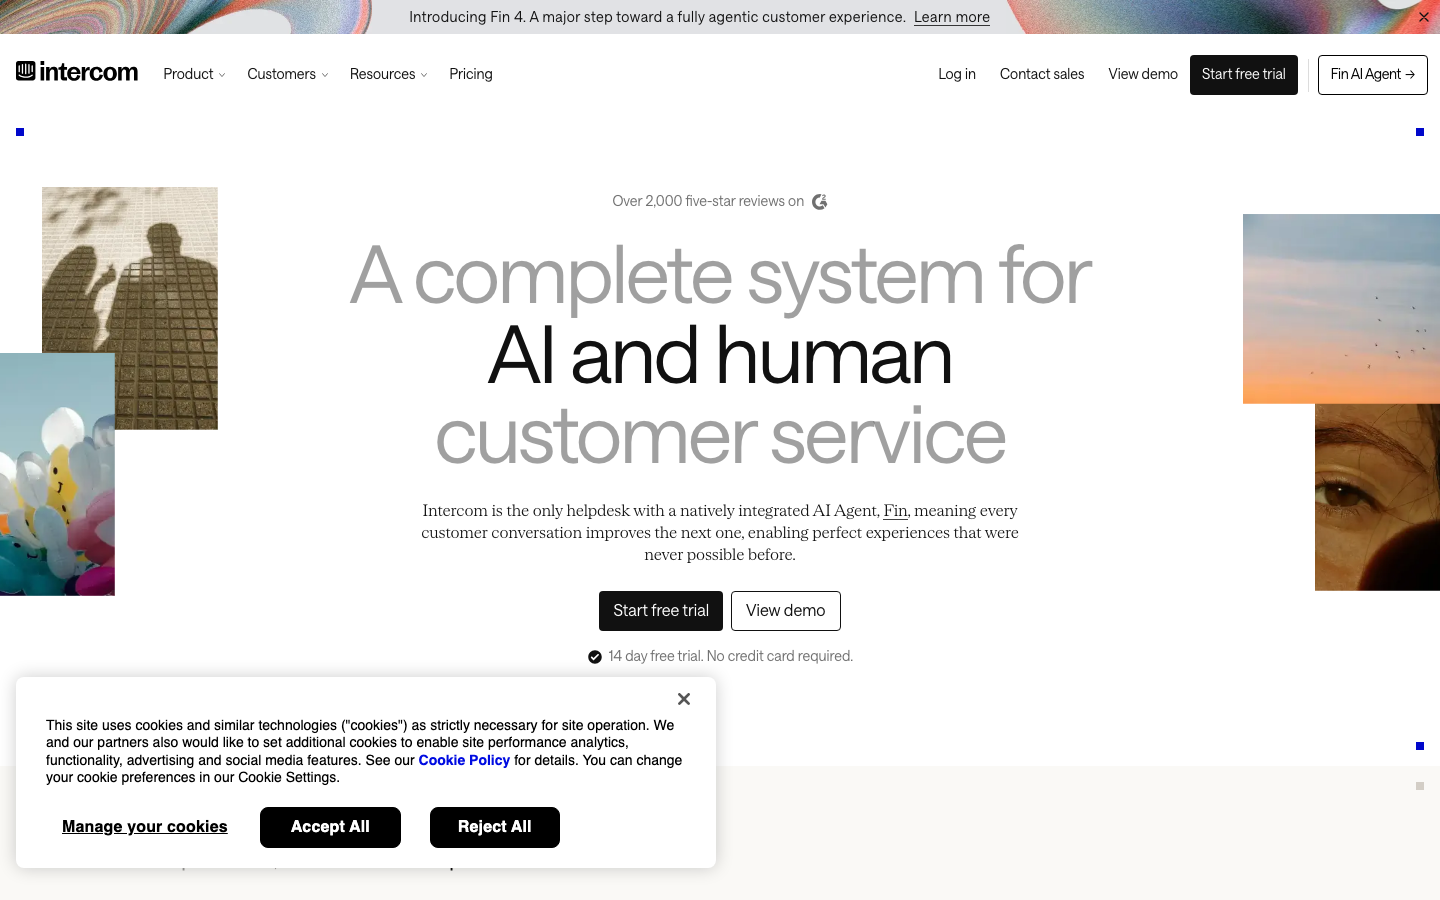 Introducing Fin 4. A major step toward a fully agentic customer experience. Learn more
intercom Product Customers Resources Pricing Log in Contact sales View demo Start free trial Fin AI Agent →
Over 2,000 five-star reviews on
A complete system for
AI and human
customer service
Intercom is the only helpdesk with a natively integrated AI Agent, Fin, meaning every
customer conversation improves the next one, enabling perfect experiences that were
never possible before.
Start free trial View demo
14 day free trial. No credit card required.
This site uses cookies and similar technologies ("cookies") as strictly necessary for site operation. We
and our partners also would like to set additional cookies to enable site performance analytics,
functionality, advertising and social media features. See our Cookie Policy for details. You can change
your cookie preferences in our Cookie Settings.
Manage your cookies Accept All Reject All